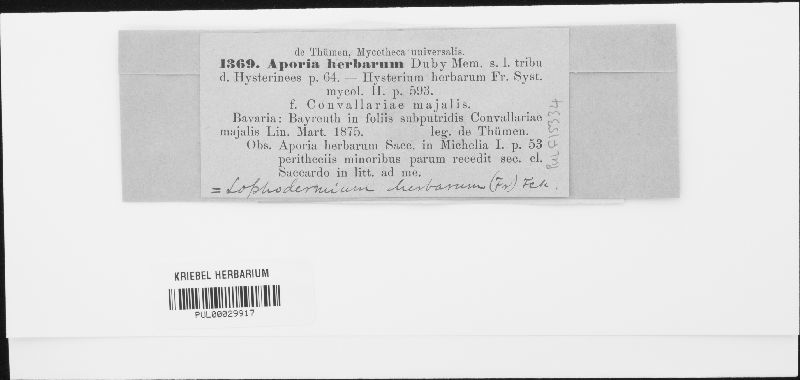 de Thümen, Mycotheca universalis.
1369. Aporia herbarum Duby Mem. s. l. tribu
d. Hysterinees p. 64. — Hysterium herbarum Fr. Syst.
mycol. II. p. 593.
f. Convallariae majalis.
Bavaria: Bayreuth in foliis subputridis Convallariae
majalis Lin. Mart. 1875. leg. de Thümen.
Obs. Aporia herbarum Sacc. in Michelia I. p. 53
peritheciis minoribus parum recedit sec. cl.
Saccardo in litt. ad me.
= Lophodermium herbarum (Fr) Fck.
PUL F15334
KRIEBEL HERBARIUM
PUL00029917